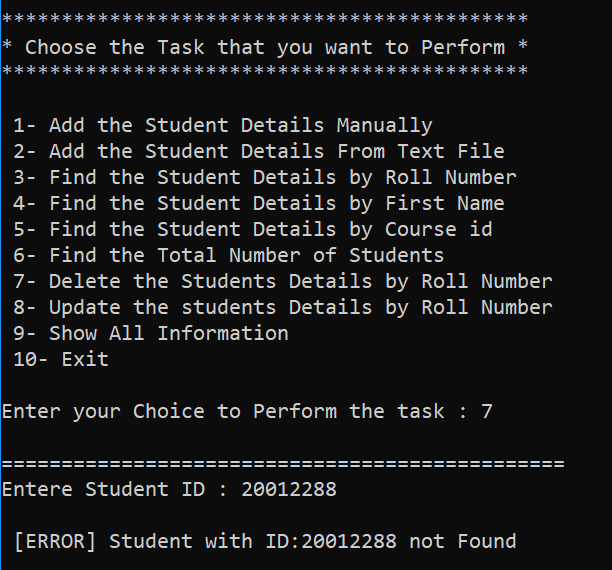 ********************************************
* Choose the Task that you want to Perform *
********************************************
1- Add the Student Details Manually
2- Add the Student Details From Text File
3- Find the Student Details by Roll Number
4- Find the Student Details by First Name
5- Find the Student Details by Course id
6- Find the Total Number of Students
7- Delete the Students Details by Roll Number
8- Update the students Details by Roll Number
9- Show All Information
10- Exit
Enter your Choice to Perform the task : 7
===============================================
Entere Student ID : 20012288
[ERROR] Student with ID:20012288 not Found